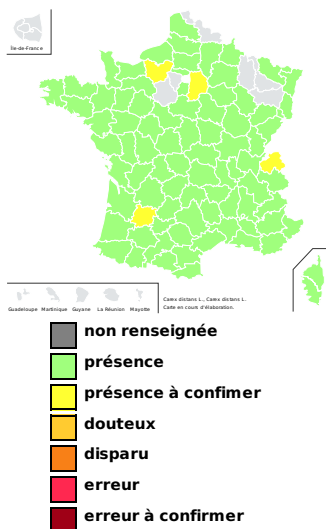 Île-de-France
Guadeloupe Martinique Guyane La Réunion Mayotte
Carex distans L., Carex distans L.
Carte en cours d'élaboration.
non renseignée
présence
présence à confimer
douteux
disparu
erreur
erreur à confirmer